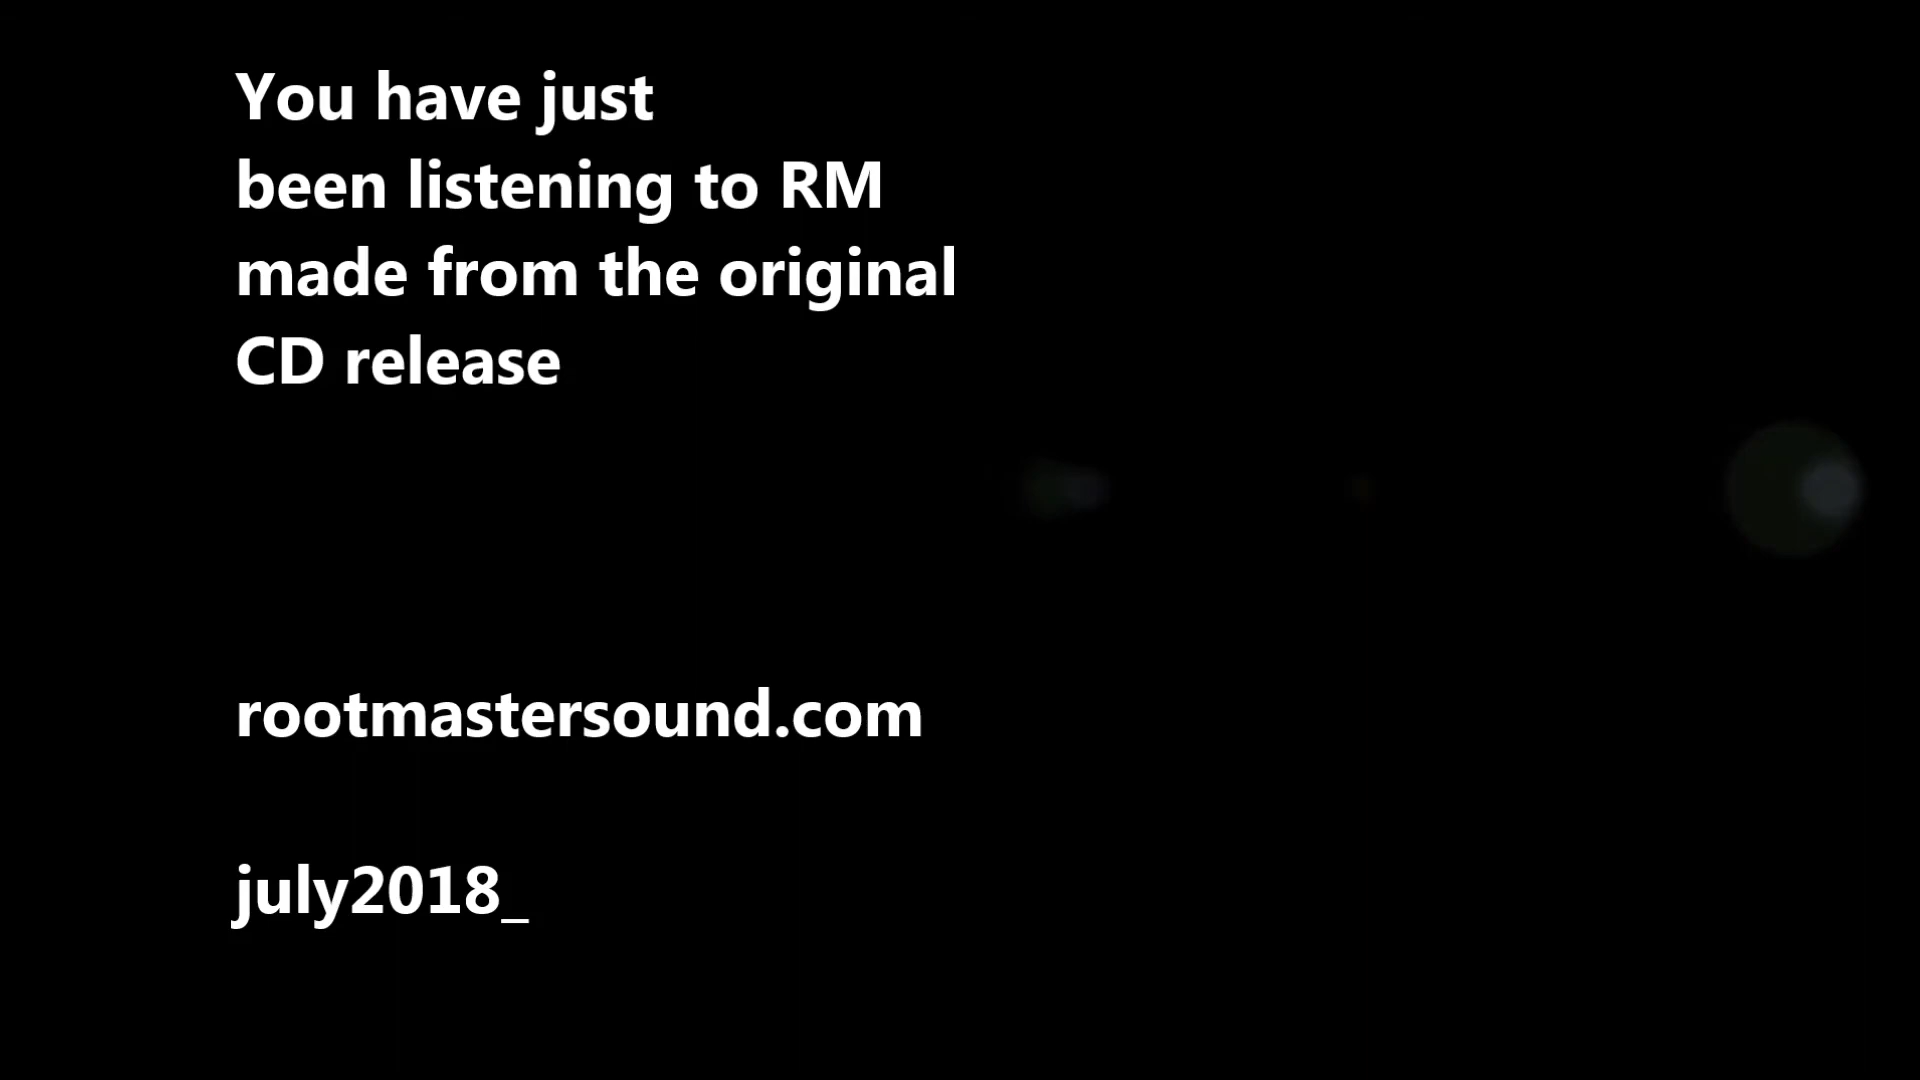 You have just
been listening to RM
made from the original
CD release
rootmastersound.com
july2018_